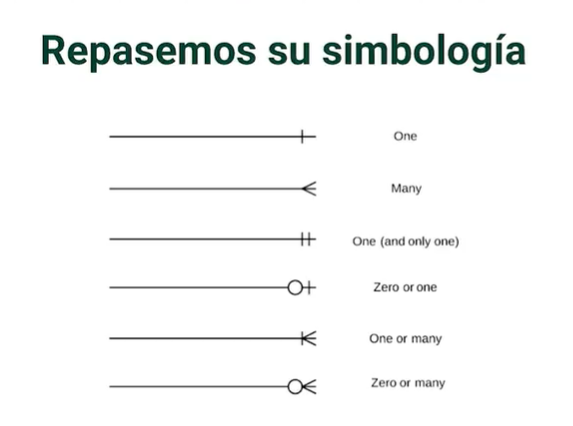 Repasemos su simbología
One
Many
One (and only one)
Zero or one
One or many
Zero or many